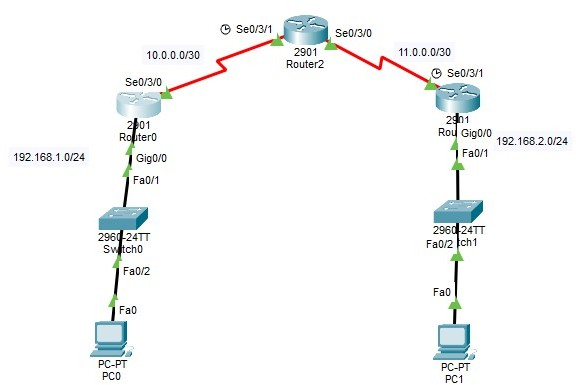 Se0/3/1
Se0/3/0
2901
Router2
10.0.0.0/30
11.0.0.0/30
Se0/3/0
Se0/3/1
2901
Router0
2901
Rou
Gig0/0
192.168.1.0/24
Gig0/0
192.168.2.0/24
Fa0/1
Fa0/1
2960-24TT
Switch0
2960-24TT
tch1
Fa0/2
Fa0/2
Fa0
Fa0
PC-PT
PC0
PC-PT
PC1